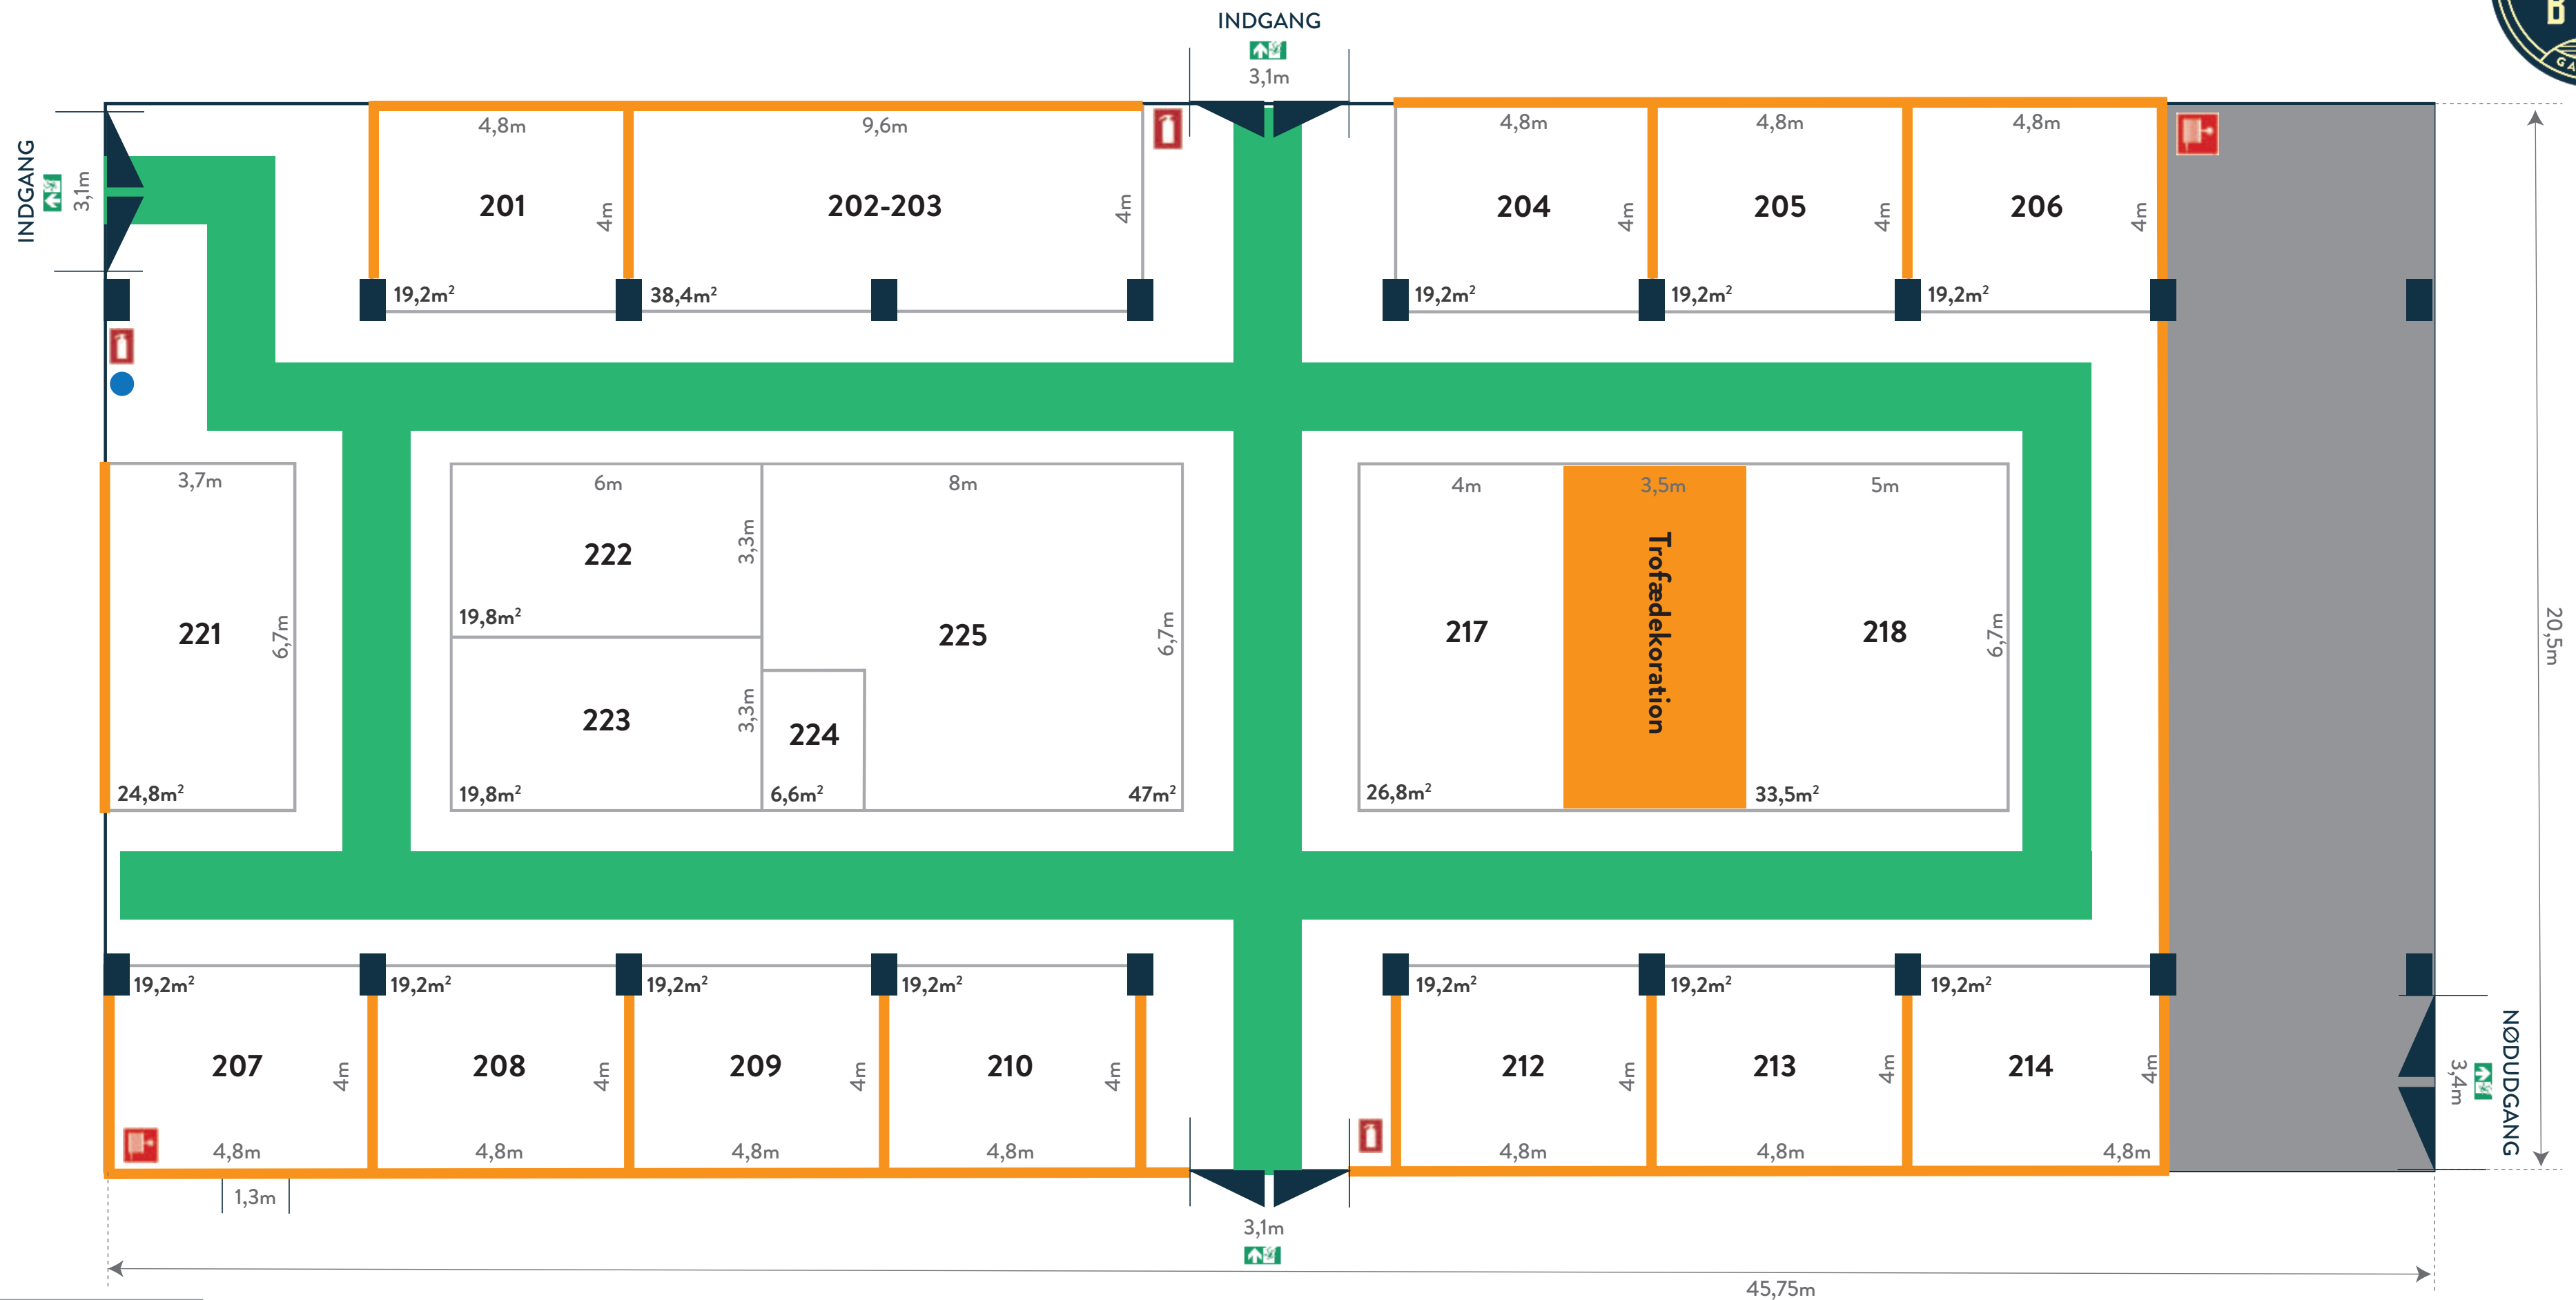 INDGANG
3,1m
B
GA
INDGANG
3,1m
4,8m
201
4m
19,2m²
9,6m
202-203
4m
38,4m²
4,8m
204
4m
19,2m²
4,8m
205
4m
19,2m²
4,8m
206
4m
19,2m²
3,7m
221
6,7m
24,8m²
6m
222
3,3m
19,8m²
223
3,3m
19,8m²
224
6,6m²
8m
225
6,7m
47m²
4m
217
26,8m²
3,5m
Trofædekoration
5m
218
6,7m
33,5m²
20,5m
19,2m²
207
4m
4,8m
19,2m²
208
4m
4,8m
19,2m²
209
4m
4,8m
19,2m²
210
4m
4,8m
19,2m²
212
4m
4,8m
19,2m²
213
4m
4,8m
19,2m²
214
4m
4,8m
3,4m
NØDUDGANG
1,3m
3,1m
45,75m